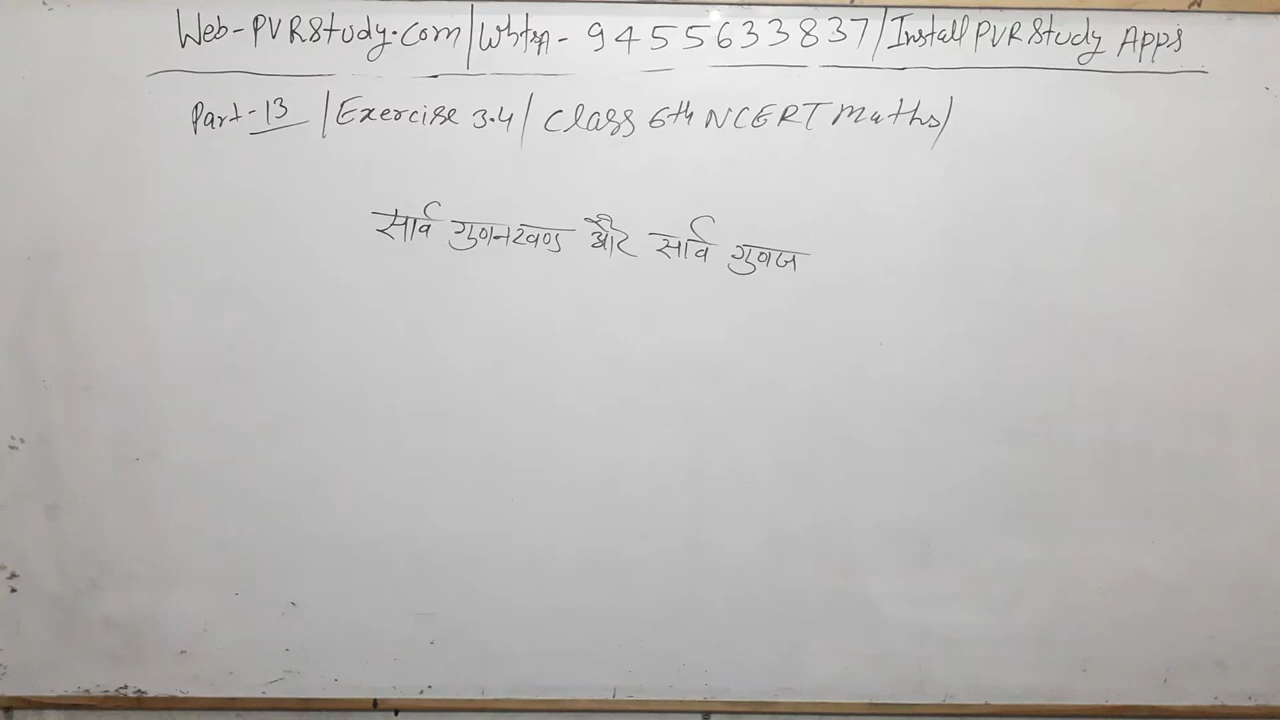 Web-PVRStudy.com/Whtsp-9455633837/Install PVRStudy Apps
Part-13 /Exercise 3.4/ Class 6th NCERT Maths/
सार्व गुणनखण्ड और सार्व गुणज